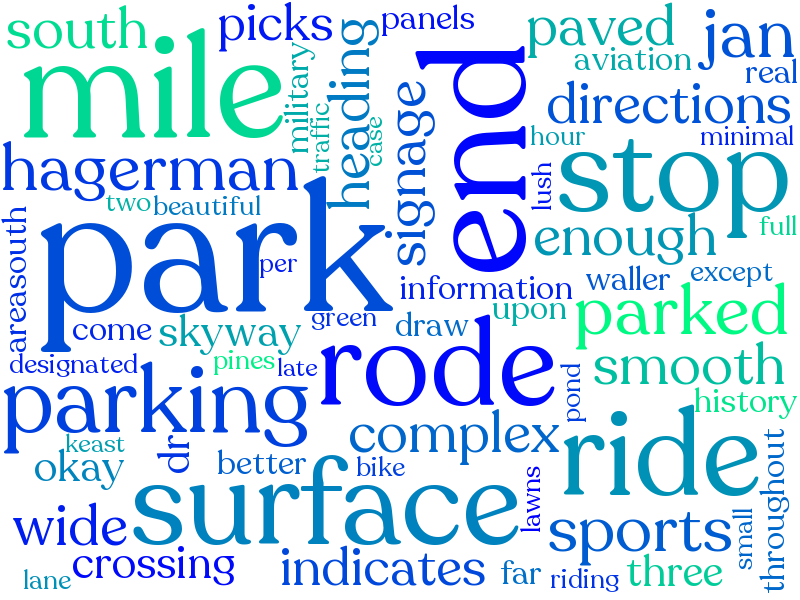 south
picks
panels
paved
jan
aviation
real
mile
military
traffic
case
heading
signage
end
directions
hour
minimal
hagerman
two
beautiful
lush
stop
full
park
enough
areasouth
per
information
waller
except
upon
come
skyway
green
draw
parked
designated
pines
late
rode
smooth
pond
history
parking
complex
keast
okay
dr
better
bike
ride
surface
lawns
throughout
wide
sports
small
crossing
indicates
far
riding
three
lane